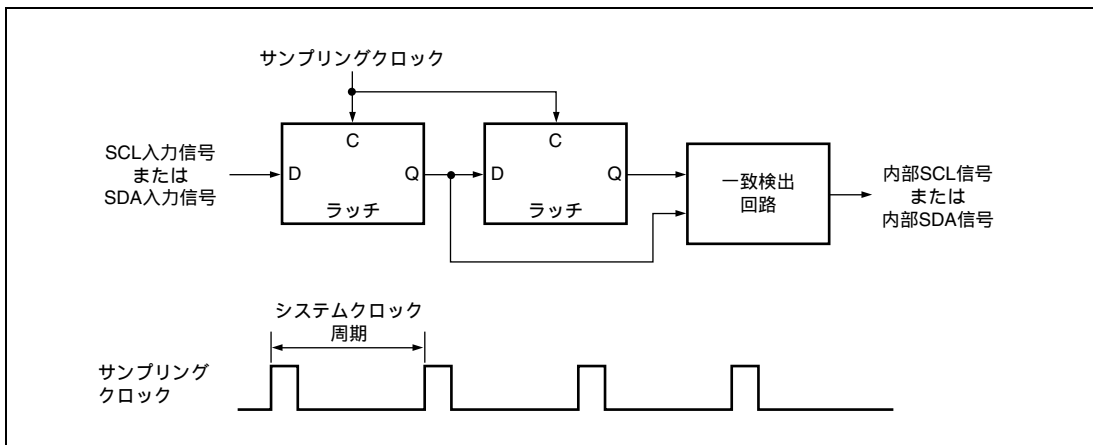 サンプリングクロック
SCL入力信号
または
SDA入力信号
C
D
Q
ラッチ
C
D
Q
ラッチ
一致検出
回路
内部SCL信号
または
内部SDA信号
システムクロック
周期
サンプリング
クロック